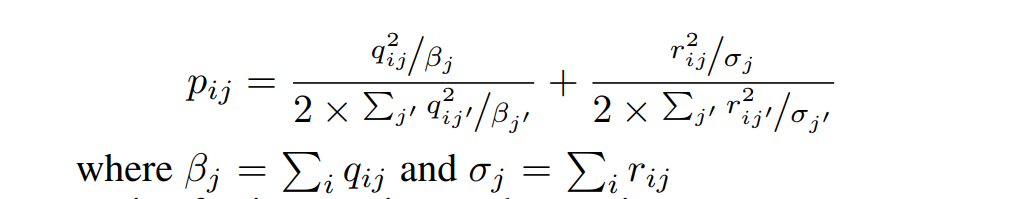 p_{ij} = \frac{q_{ij}^2/\beta_j}{2 \times \sum_{j'} q_{ij'}^2/\beta_{j'}} + \frac{r_{ij}^2/\sigma_j}{2 \times \sum_{j'} r_{ij'}^2/\sigma_{j'}}
where \beta_j = \sum_i q_{ij} and \sigma_j = \sum_i r_{ij}